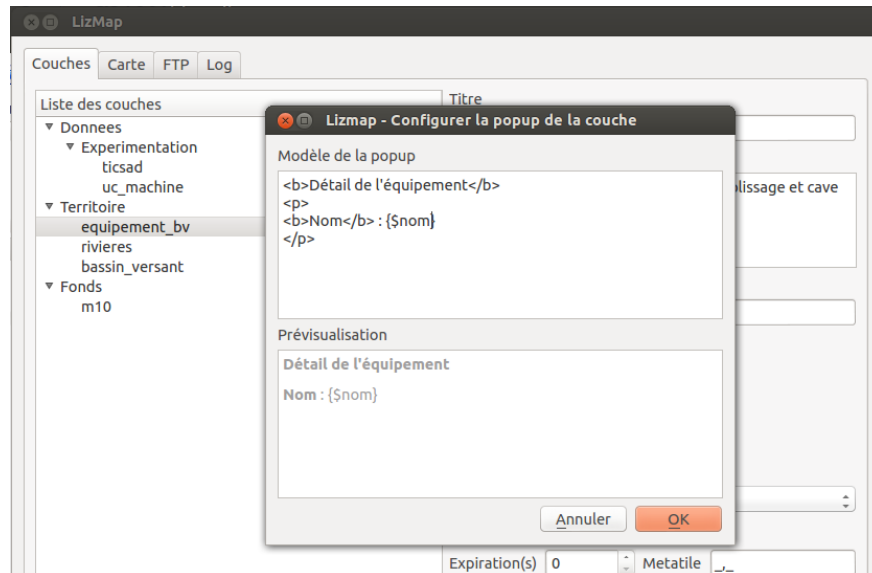 LizMap
Couches Carte FTP Log
Liste des couches
Donnees
Experimentation
ticsad
uc_machine
Territoire
equipement_bv
rivieres
bassin_versant
Fonds
m10
Titre
Lizmap - Configurer la popup de la couche
Modèle de la popup
<b>Détail de l'équipement</b>
<p>
<b>Nom</b> : {$nom}
</p>
Prévisualisation
Détail de l'équipement
Nom : {$nom}
Annuler OK
et cave
Expiration(s) 0 Metatile _,_